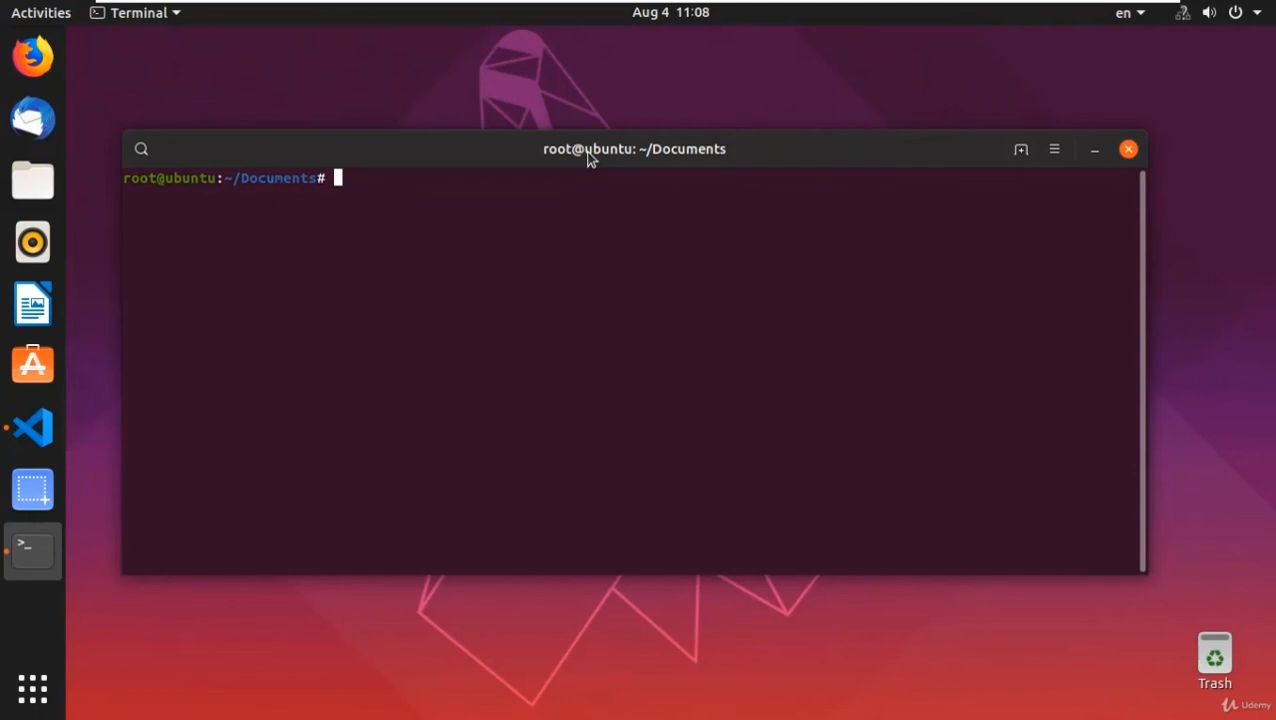 Activities Terminal Aug 4 11:08 en
root@ubuntu: ~/Documents
root@ubuntu:~/Documents#
>_
Trash
Udemy